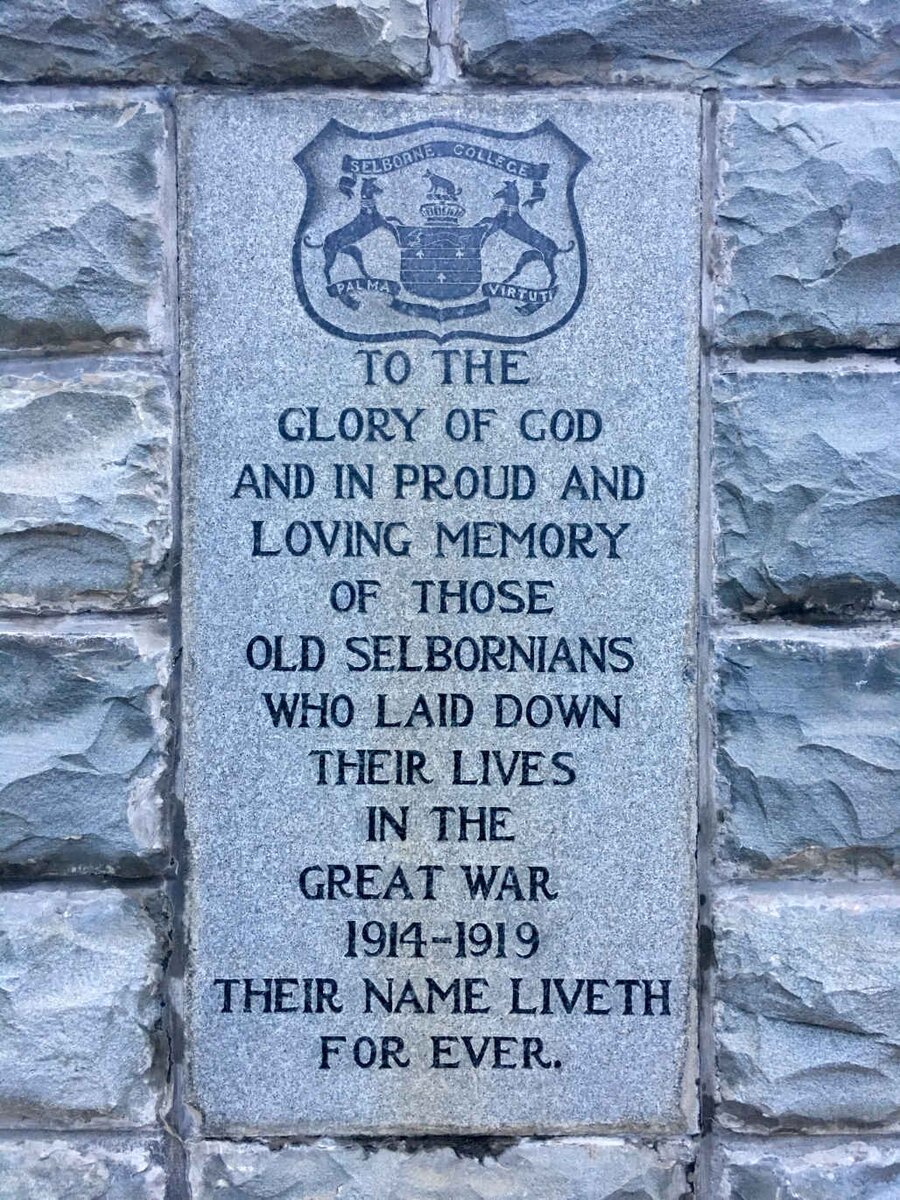 SELBORNE COLLEGE
PALMA VIRTUTI
TO THE
GLORY OF GOD
AND IN PROUD AND
LOVING MEMORY
OF THOSE
OLD SELBORNIANS
WHO LAID DOWN
THEIR LIVES
IN THE
GREAT WAR
1914-1919
THEIR NAME LIVETH
FOR EVER.